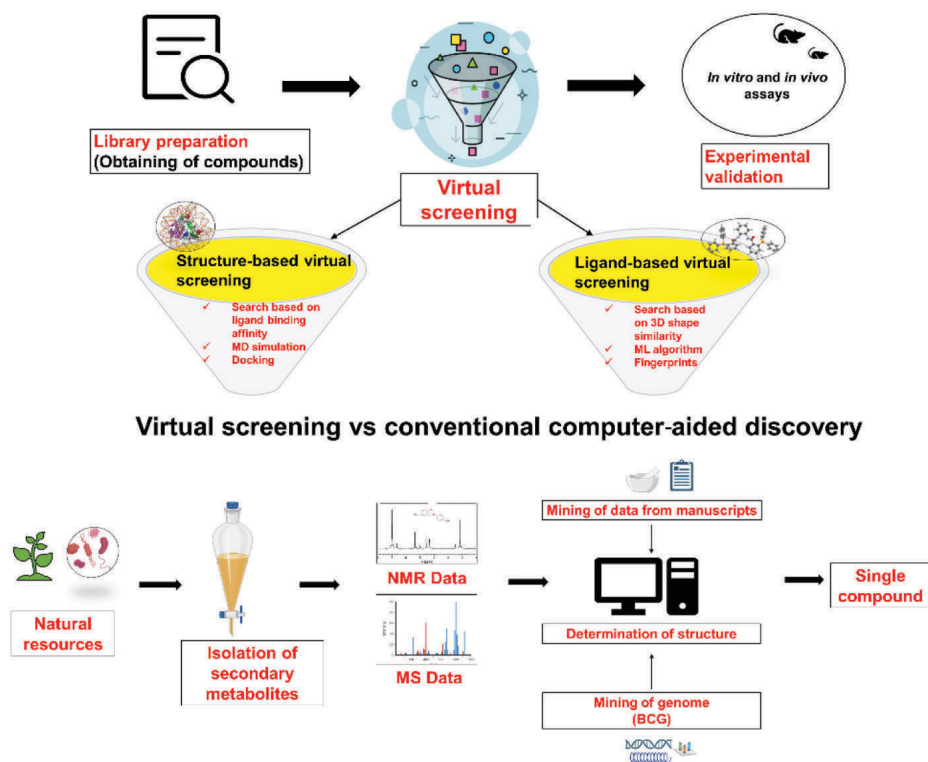 In vitro and in vivo
assays
Library preparation
(Obtaining of compounds)
Experimental
validation
Virtual
screening
Structure-based virtual
screening
✓ Search based on
ligand binding
affinity
✓ MD simulation
✓ Docking
Ligand-based virtual
screening
✓ Search based
on 3D shape
similarity
✓ ML algorithm
✓ Fingerprints
Virtual screening vs conventional computer-aided discovery
Mining of data from manuscripts
NMR Data
Natural
resources
Isolation of
secondary
metabolites
MS Data
Determination of structure
Single
compound
Mining of genome
(BCG)